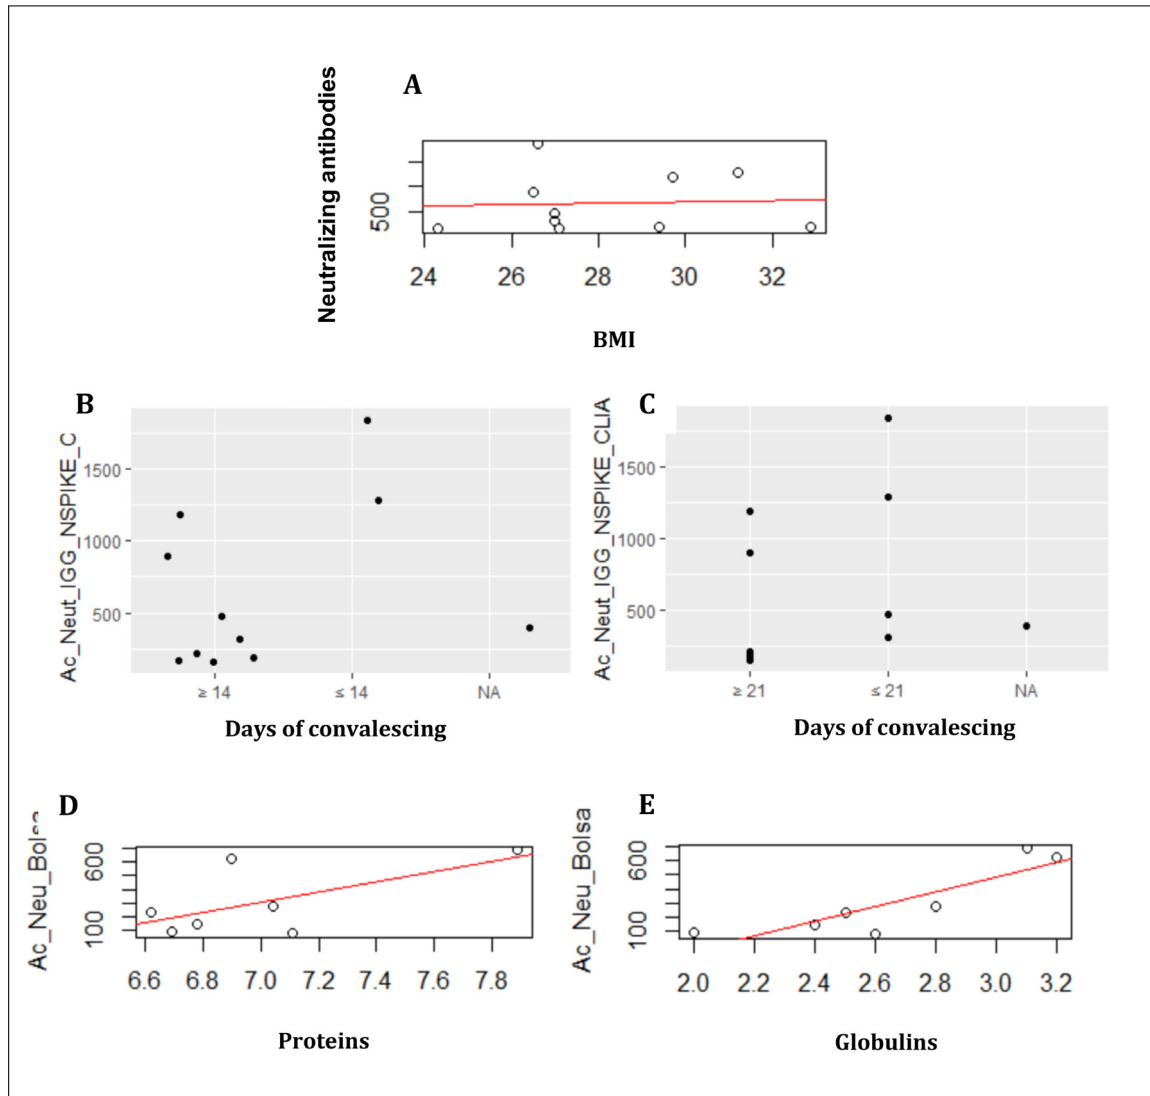 A
Neutralizing antibodies
500
24 26 28 30 32
BMI
B
Ac_Neut_IGG_NSPIKE_C
1500
1000
500
≥ 14 ≤ 14 NA
Days of convalescing
C
Ac_Neut_IGG_NSPIKE_CLIA
1500
1000
500
≥ 21 ≤ 21 NA
Days of convalescing
D
Ac_Neu_Bolsa
600
100
6.6 6.8 7.0 7.2 7.4 7.6 7.8
Proteins
E
Ac_Neu_Bolsa
600
100
2.0 2.2 2.4 2.6 2.8 3.0 3.2
Globulins